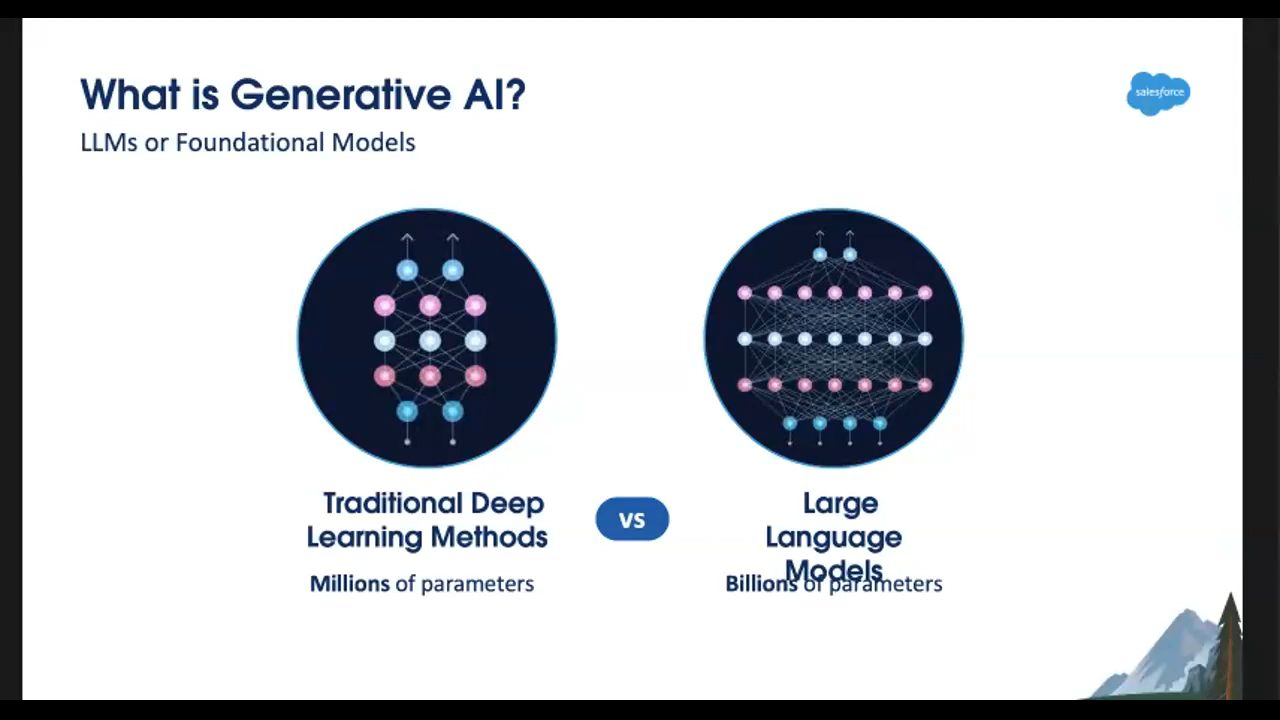 What is Generative AI?
salesforce
LLMs or Foundational Models
Traditional Deep
Learning Methods
Millions of parameters
vs
Large
Language
Models
Billions of parameters